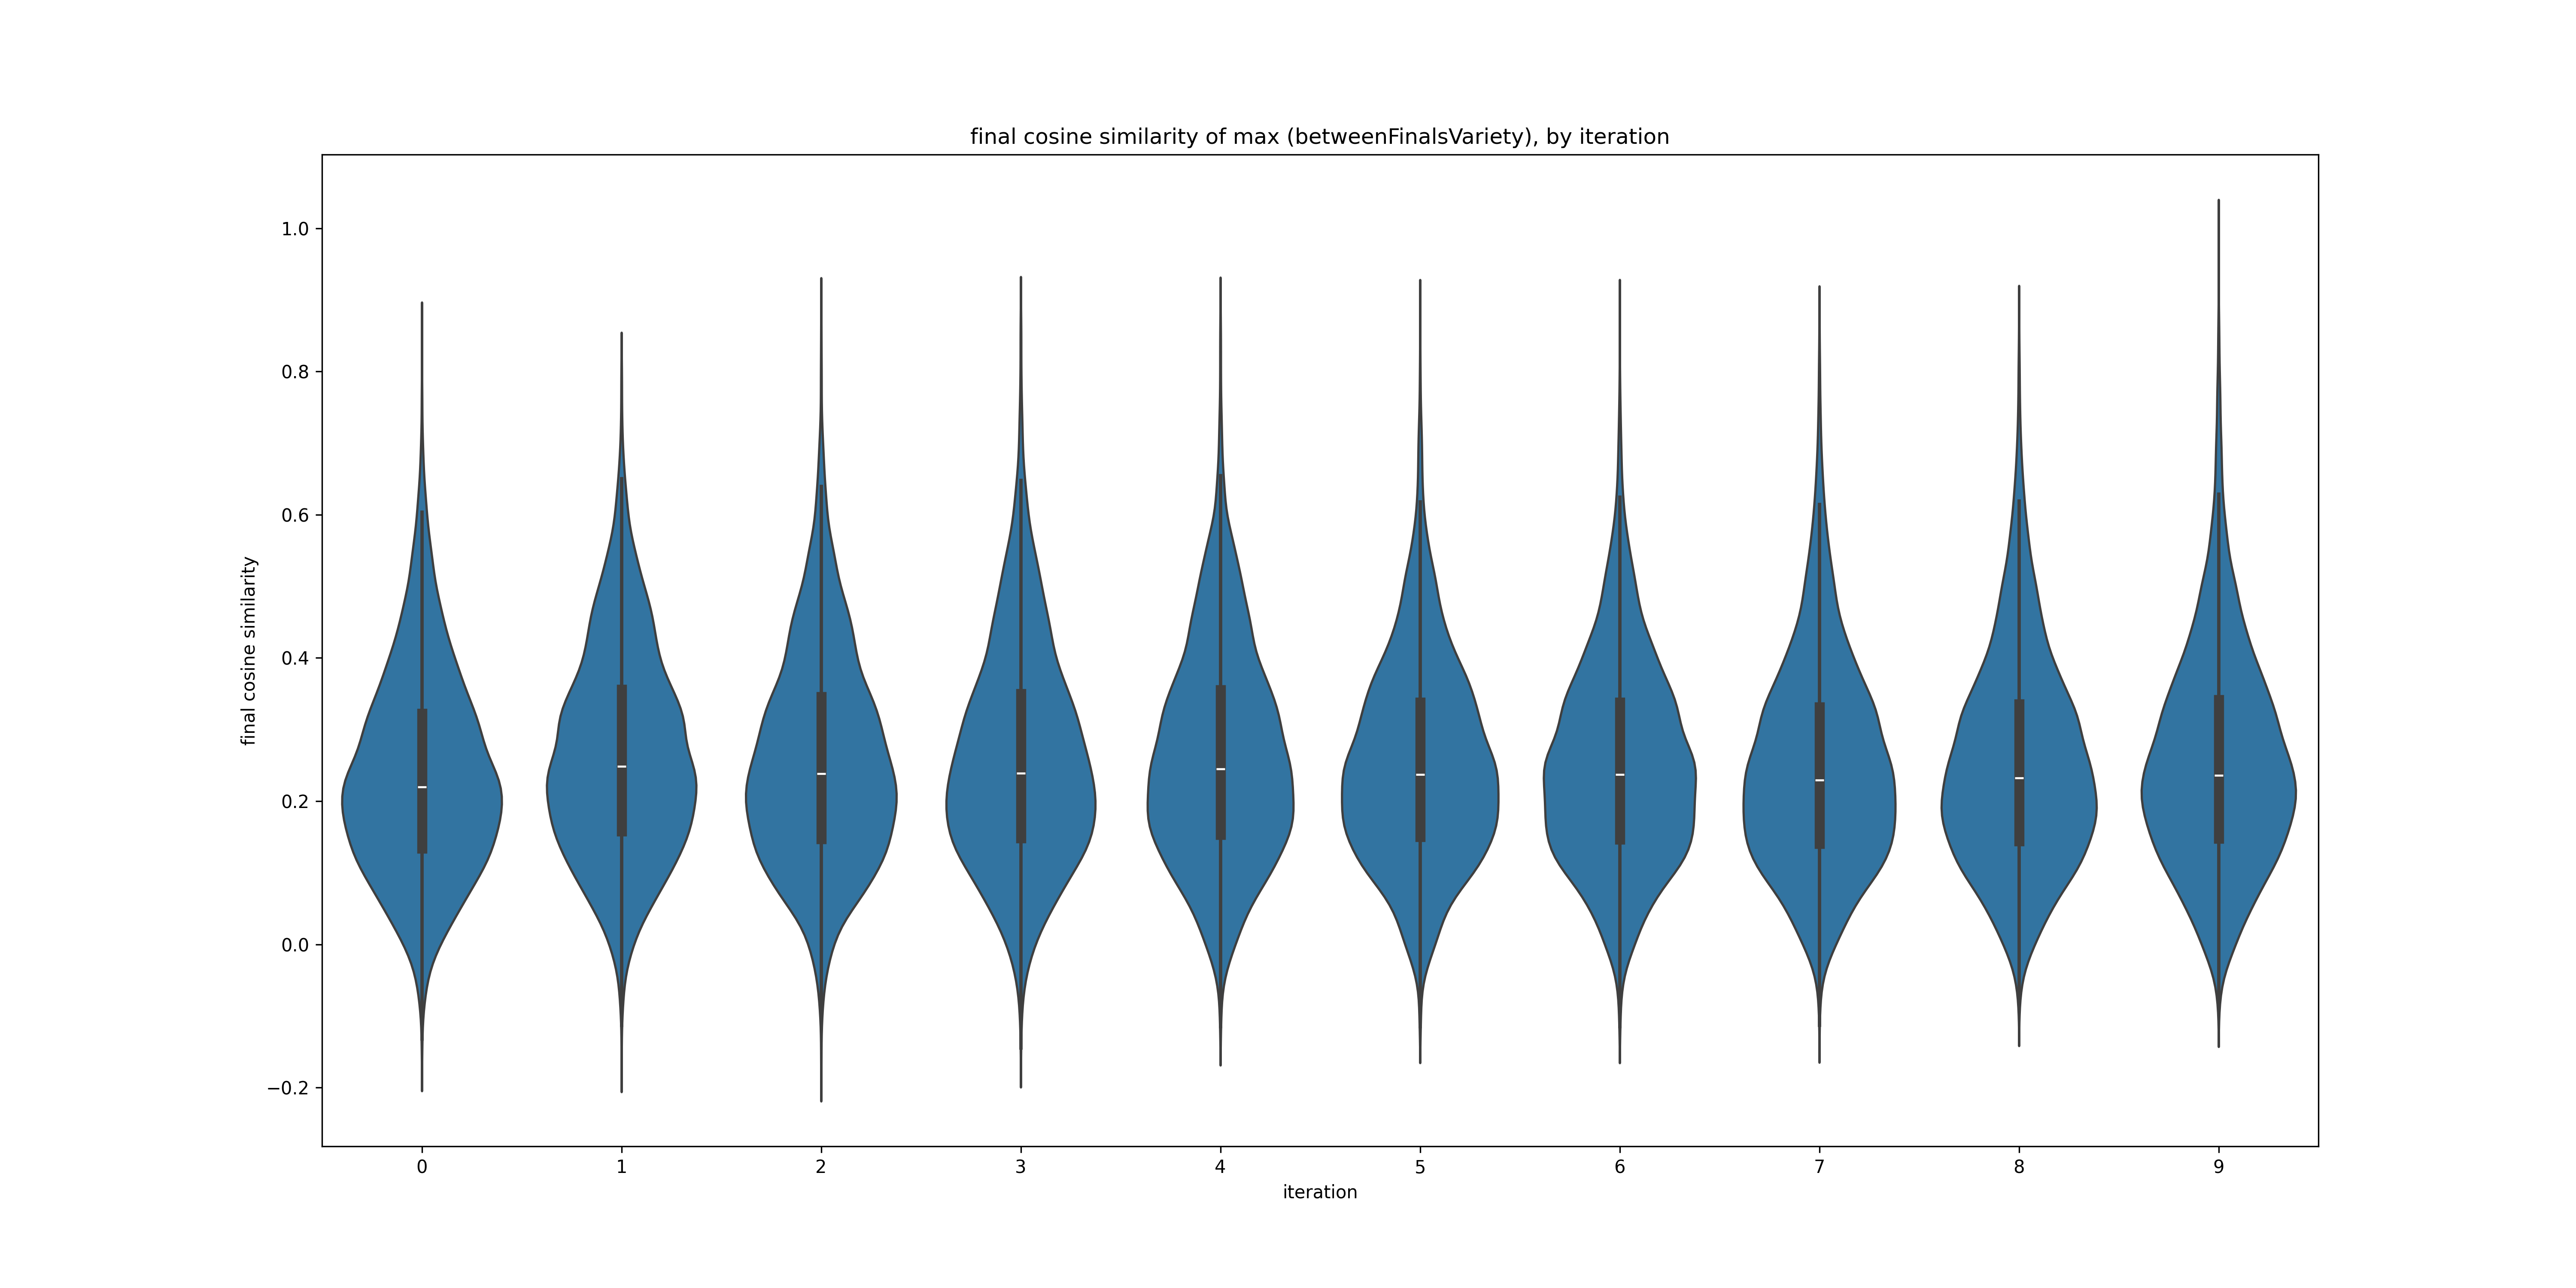 final cosine similarity of max (betweenFinalsVariety), by iteration
final cosine similarity
1.0
0.8
0.6
0.4
0.2
0.0
−0.2
0 1 2 3 4 5 6 7 8 9
iteration